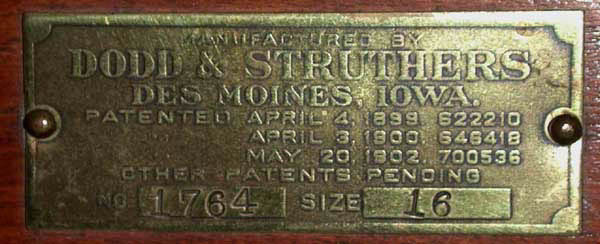 MANUFACTURED BY
DODD & STRUTHERS
DES MOINES, IOWA.
PATENTED APRIL 4, 1899. 622210
APRIL 3, 1900. 646418
MAY 20, 1902. 700536
OTHER PATENTS PENDING
NO. 1764 SIZE 16